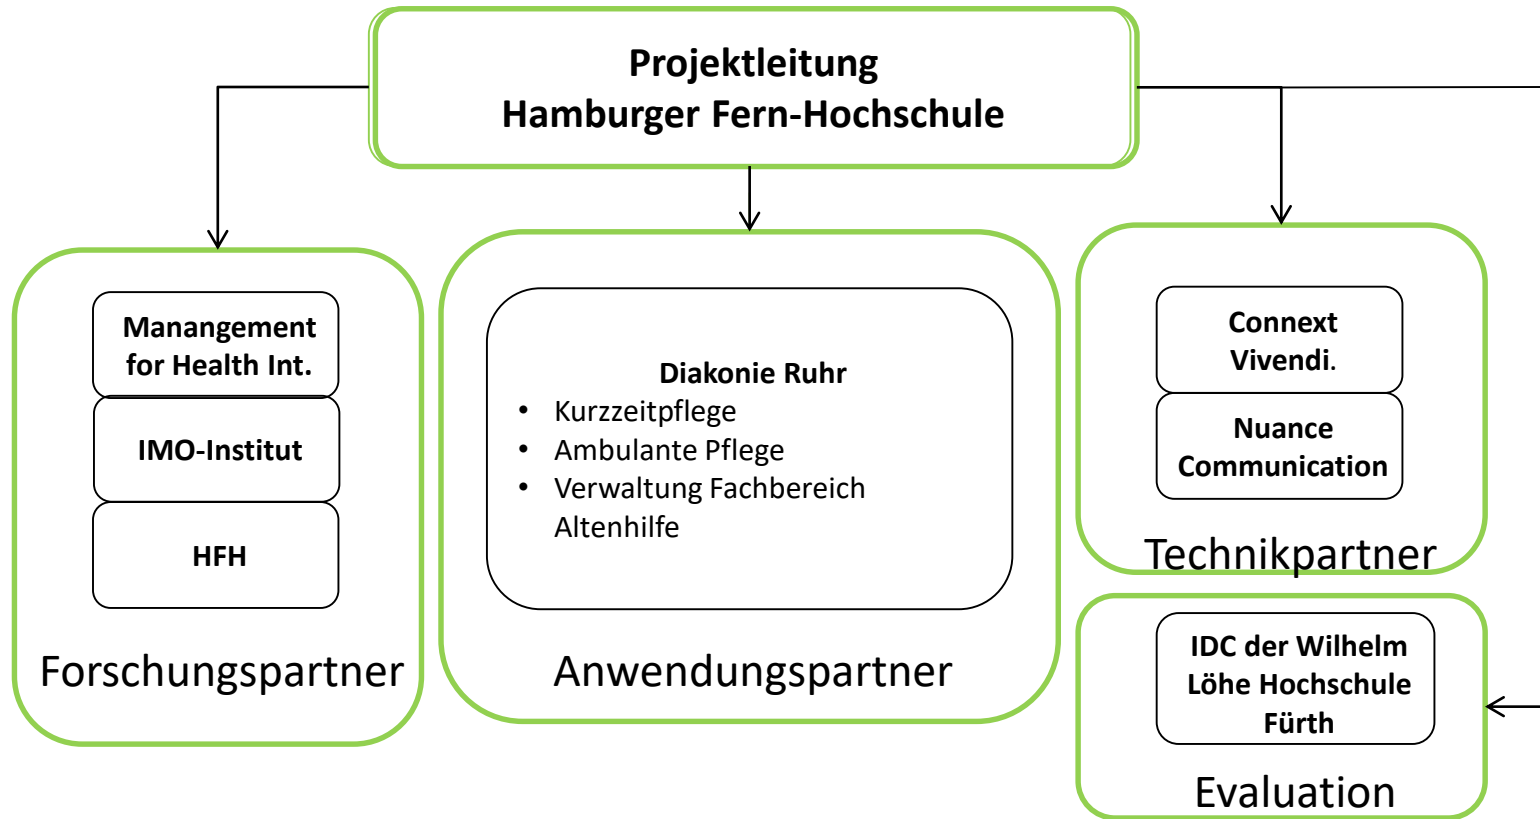 Projektleitung
Hamburger Fern-Hochschule
Manangement
for Health Int.
IMO-Institut
HFH
Forschungspartner
Diakonie Ruhr
• Kurzzeitpflege
• Ambulante Pflege
• Verwaltung Fachbereich
Altenhilfe
Anwendungspartner
Connext
Vivendi.
Nuance
Communication
Technikpartner
IDC der Wilhelm
Löhe Hochschule
Fürth
Evaluation